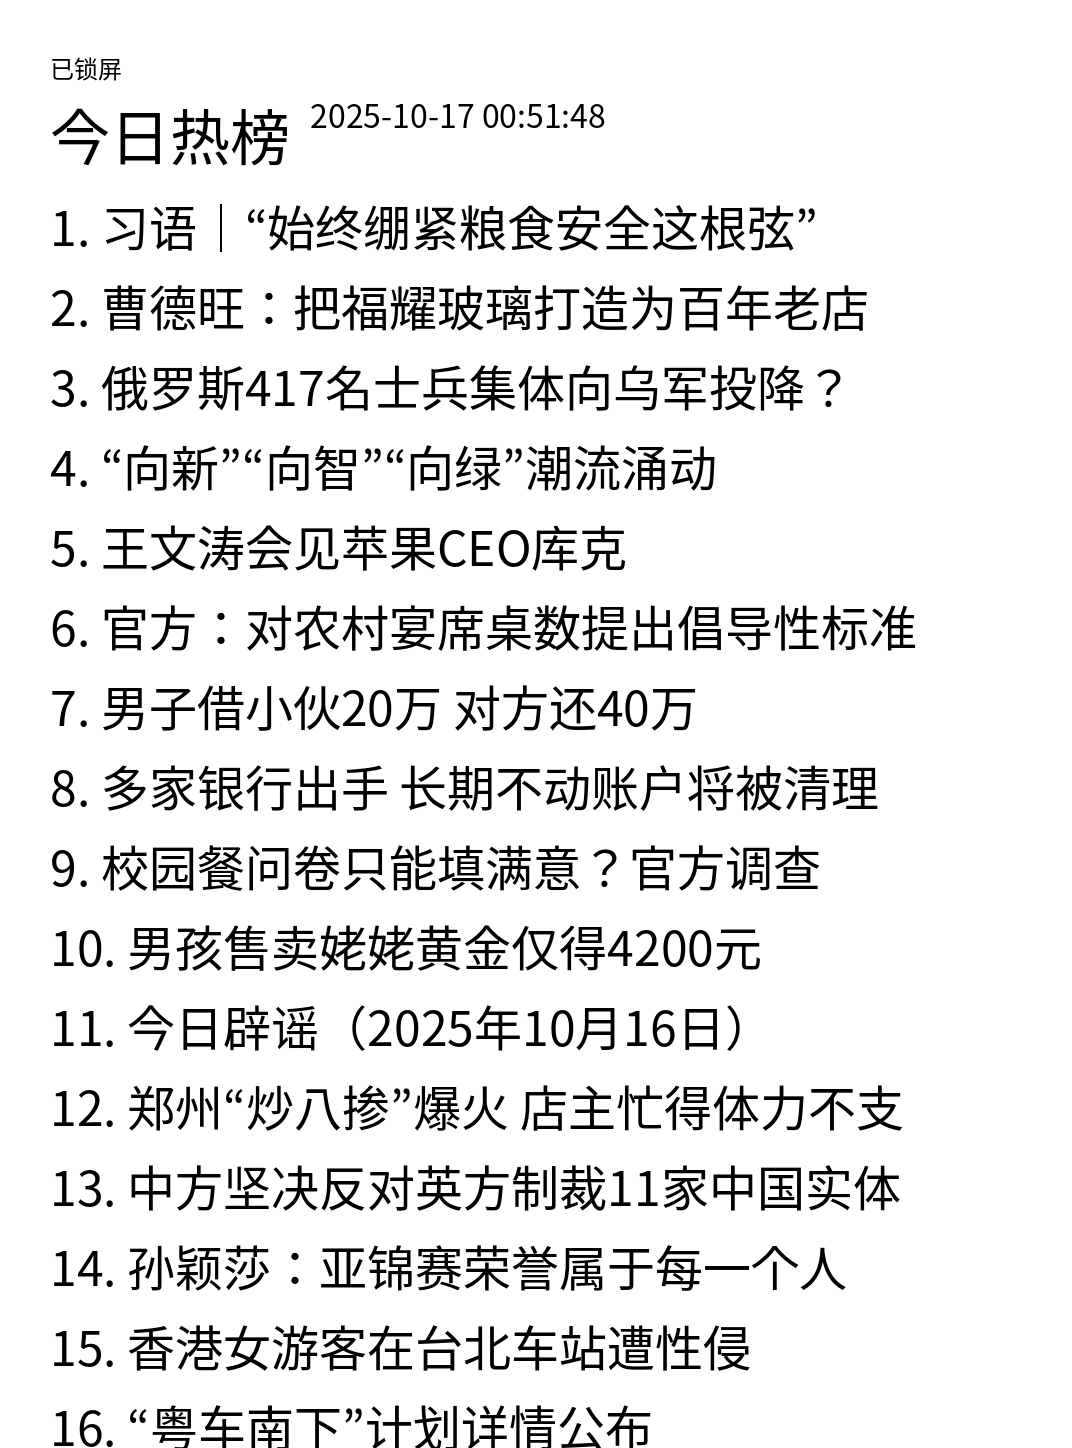 已锁屏
今日热榜 2025-10-17 00:51:48
1. 习语｜“始终绷紧粮食安全这根弦”
2. 曹德旺：把福耀玻璃打造为百年老店
3. 俄罗斯417名士兵集体向乌军投降？
4. “向新”“向智”“向绿”潮流涌动
5. 王文涛会见苹果CEO库克
6. 官方：对农村宴席桌数提出倡导性标准
7. 男子借小伙20万 对方还40万
8. 多家银行出手 长期不动账户将被清理
9. 校园餐问卷只能填满意？官方调查
10. 男孩售卖姥姥黄金仅得4200元
11. 今日辟谣（2025年10月16日）
12. 郑州“炒八掺”爆火 店主忙得体力不支
13. 中方坚决反对英方制裁11家中国实体
14. 孙颖莎：亚锦赛荣誉属于每一个人
15. 香港女游客在台北车站遭性侵
16. “粤车南下”计划详情公布